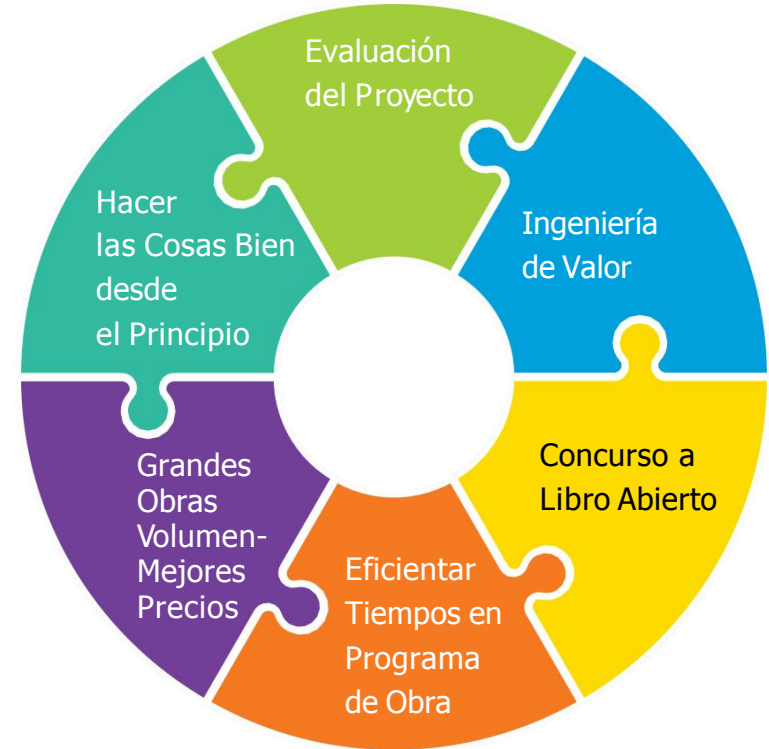 Evaluación
del Proyecto
Ingeniería
de Valor
Concurso a
Libro Abierto
Eficientar
Tiempos en
Programa
de Obra
Grandes
Obras
Volumen-
Mejores
Precios
Hacer
las Cosas Bien
desde
el Principio